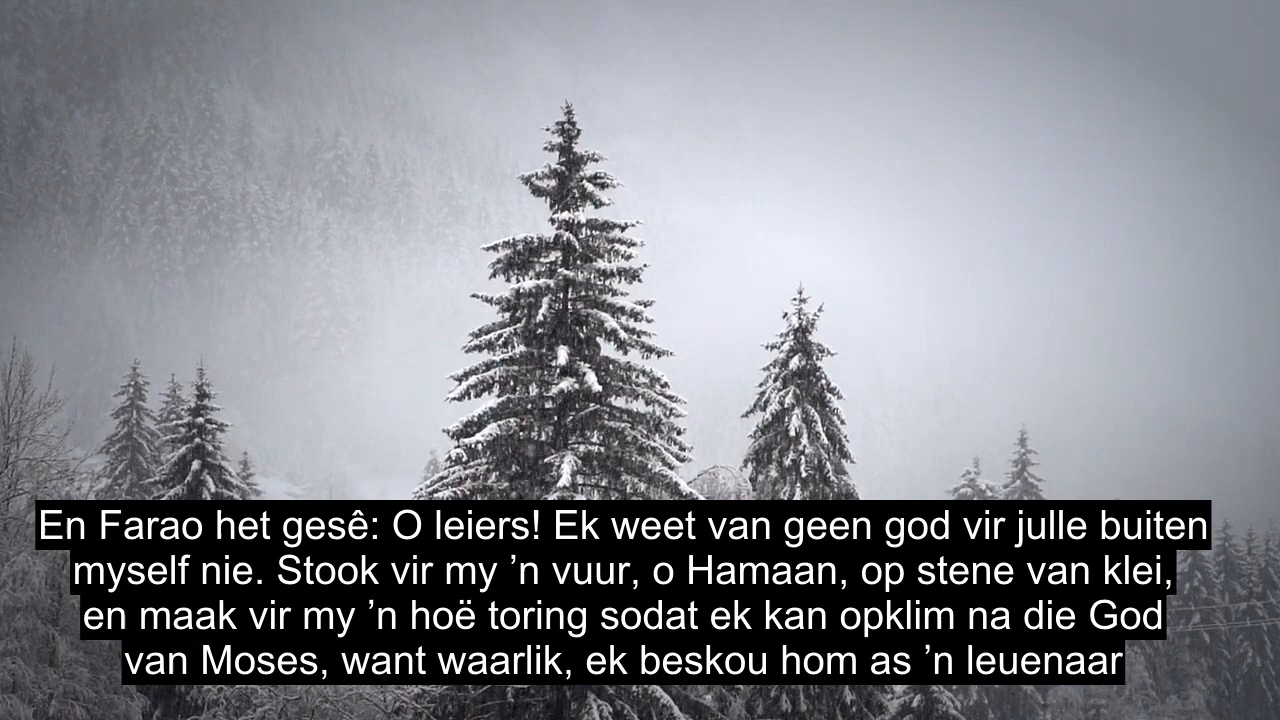 En Farao het gesê: O leiers! Ek weet van geen god vir julle buiten
myself nie. Stook vir my ’n vuur, o Hamaan, op stene van klei,
en maak vir my ’n hoë toring sodat ek kan opklim na die God
van Moses, want waarlik, ek beskou hom as ’n leuenaar